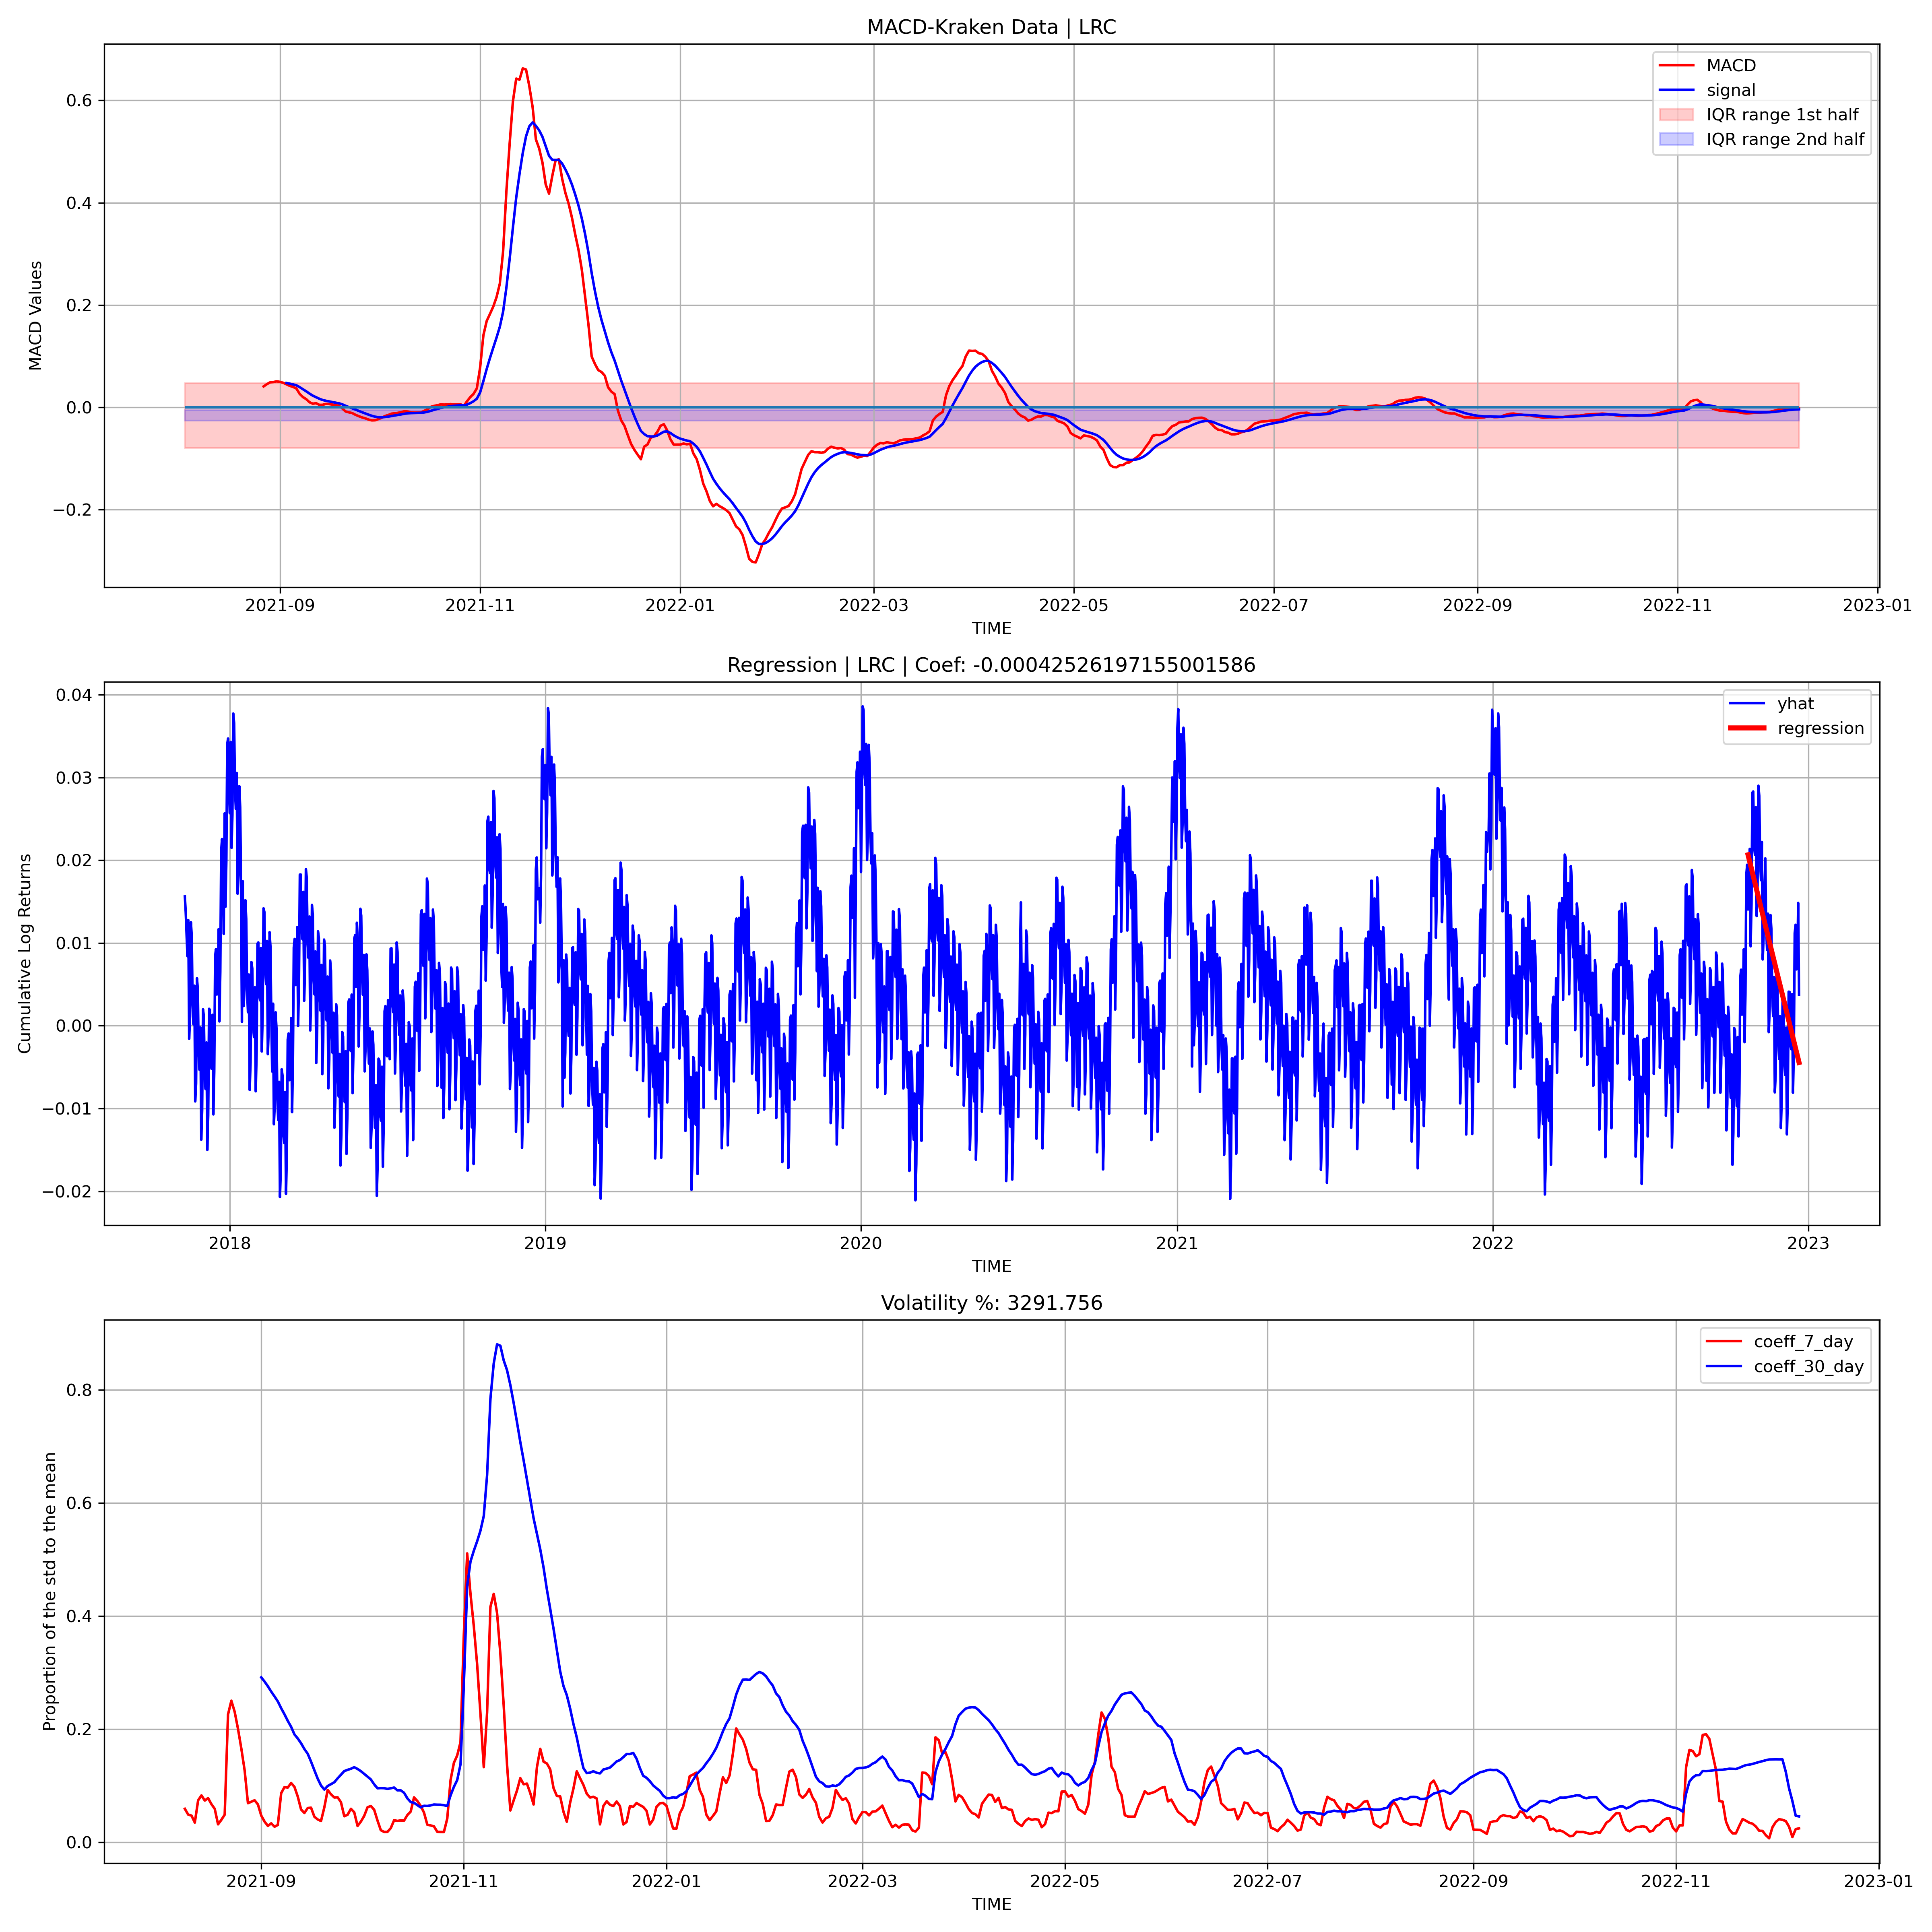 MACD-Kraken Data | LRC
MACD
signal
IQR range 1st half
IQR range 2nd half
0.6
0.4
0.2
0.0
−0.2
MACD Values
2021-09 2021-11 2022-01 2022-03 2022-05 2022-07 2022-09 2022-11 2023-01
TIME
Regression | LRC | Coef: -0.00042526197155001586
yhat
regression
0.04
0.03
0.02
0.01
0.00
−0.01
−0.02
Cumulative Log Returns
2018 2019 2020 2021 2022 2023
TIME
Volatility %: 3291.756
coeff_7_day
coeff_30_day
0.8
0.6
0.4
0.2
0.0
Proportion of the std to the mean
2021-09 2021-11 2022-01 2022-03 2022-05 2022-07 2022-09 2022-11 2023-01
TIME